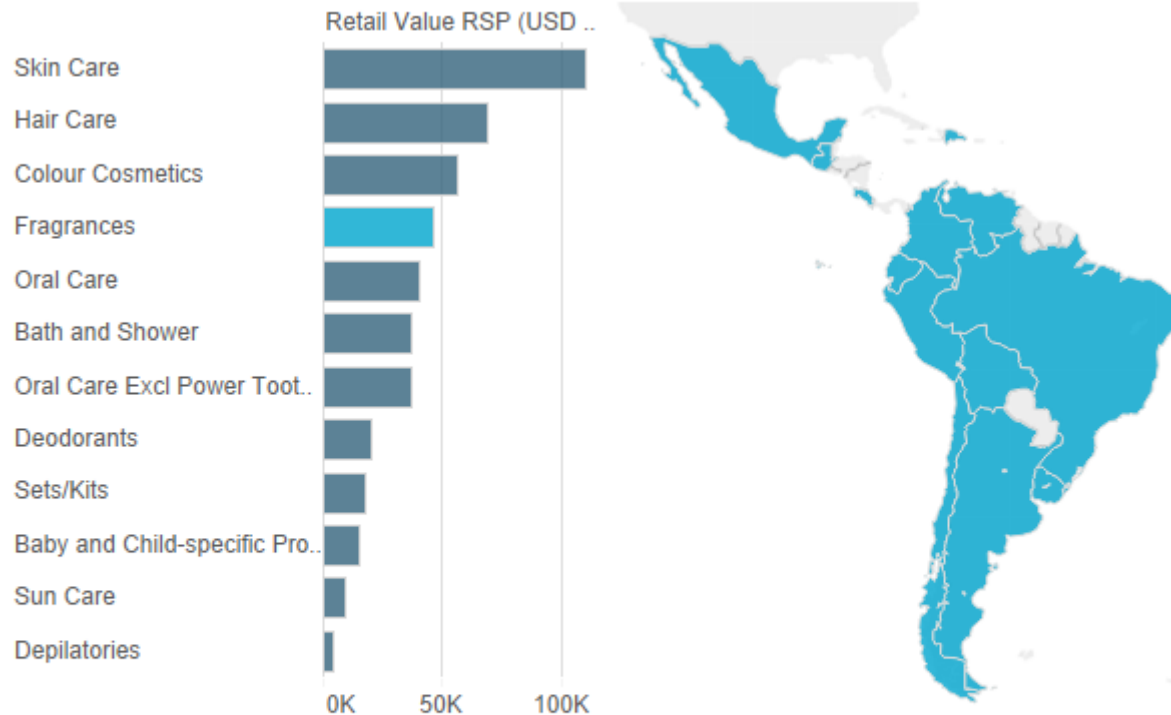 Retail Value RSP (USD ..
Skin Care
Hair Care
Colour Cosmetics
Fragrances
Oral Care
Bath and Shower
Oral Care Excl Power Toot..
Deodorants
Sets/Kits
Baby and Child-specific Pro..
Sun Care
Depilatories
0K 50K 100K